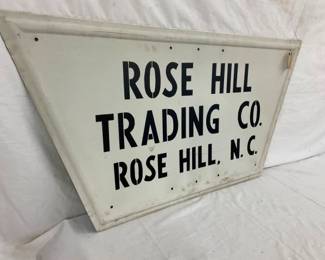 ROSE HILL
TRADING CO.
ROSE HILL, N.C.